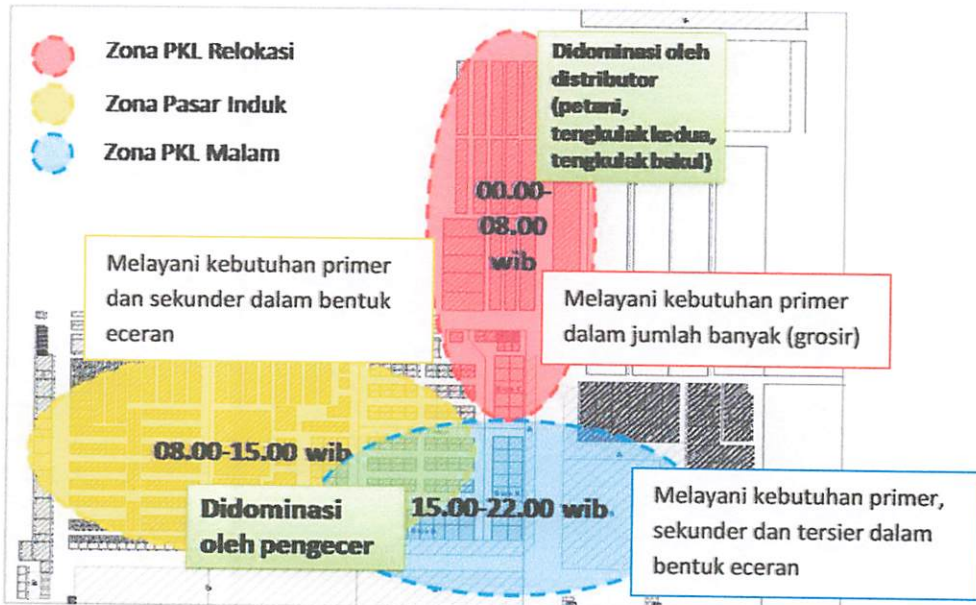 Zona PKL Relokasi
Zona Pasar Induk
Zona PKL Malam
Didominasi oleh
distributor
(petani,
tengkulak kedua,
tengkulak bakul)
00.00-
08.00
wib
Melayani kebutuhan primer
dan sekunder dalam bentuk
eceran
Melayani kebutuhan primer
dalam jumlah banyak (grosir)
08.00-15.00 wib
Didominasi
oleh pengecer
15.00-22.00 wib
Melayani kebutuhan primer,
sekunder dan tersier dalam
bentuk eceran